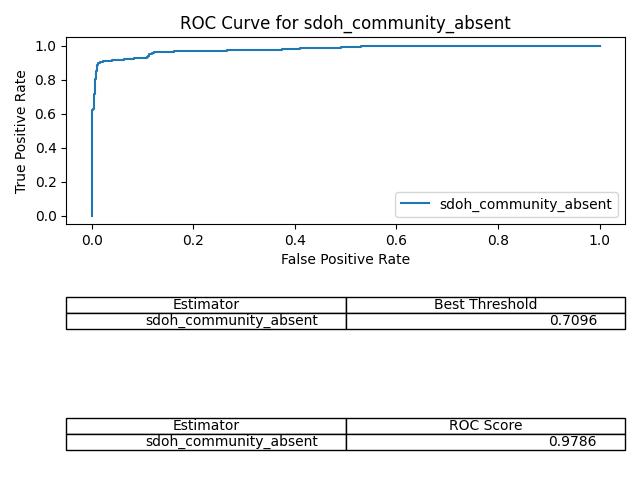 ROC Curve for sdoh_community_absent
True Positive Rate
1.0
0.8
0.6
0.4
0.2
0.0
sdoh_community_absent
0.0 0.2 0.4 0.6 0.8 1.0
False Positive Rate
Estimator Best Threshold
sdoh_community_absent 0.7096
Estimator ROC Score
sdoh_community_absent 0.9786